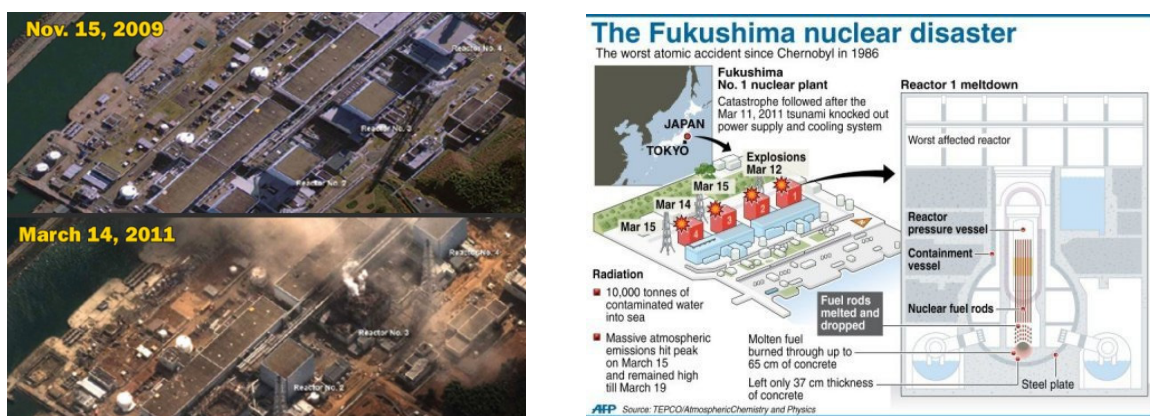 Nov. 15, 2009
Reactor No. 4
Reactor No. 3
Reactor No. 2
March 14, 2011
Reactor No. 4
Reactor No. 3
Reactor No. 2
The Fukushima nuclear disaster
The worst atomic accident since Chernobyl in 1986
Fukushima
No. 1 nuclear plant
Catastrophe followed after the
Mar 11, 2011 tsunami knocked out
power supply and cooling system
JAPAN
TOKYO
Explosions
Mar 12
Mar 15
Mar 14
Mar 15
1
2
3
4
Radiation
10,000 tonnes of
contaminated water
into sea
Massive atmospheric
emissions hit peak
on March 15
and remained high
till March 19
Reactor 1 meltdown
Worst affected reactor
Reactor
pressure vessel
Containment
vessel
Nuclear fuel rods
Fuel rods
melted and
dropped
Molten fuel
burned through up to
65 cm of concrete
Left only 37 cm thickness
of concrete
Steel plate
AFP Source: TEPCO/AtmosphericChemistry and Physics